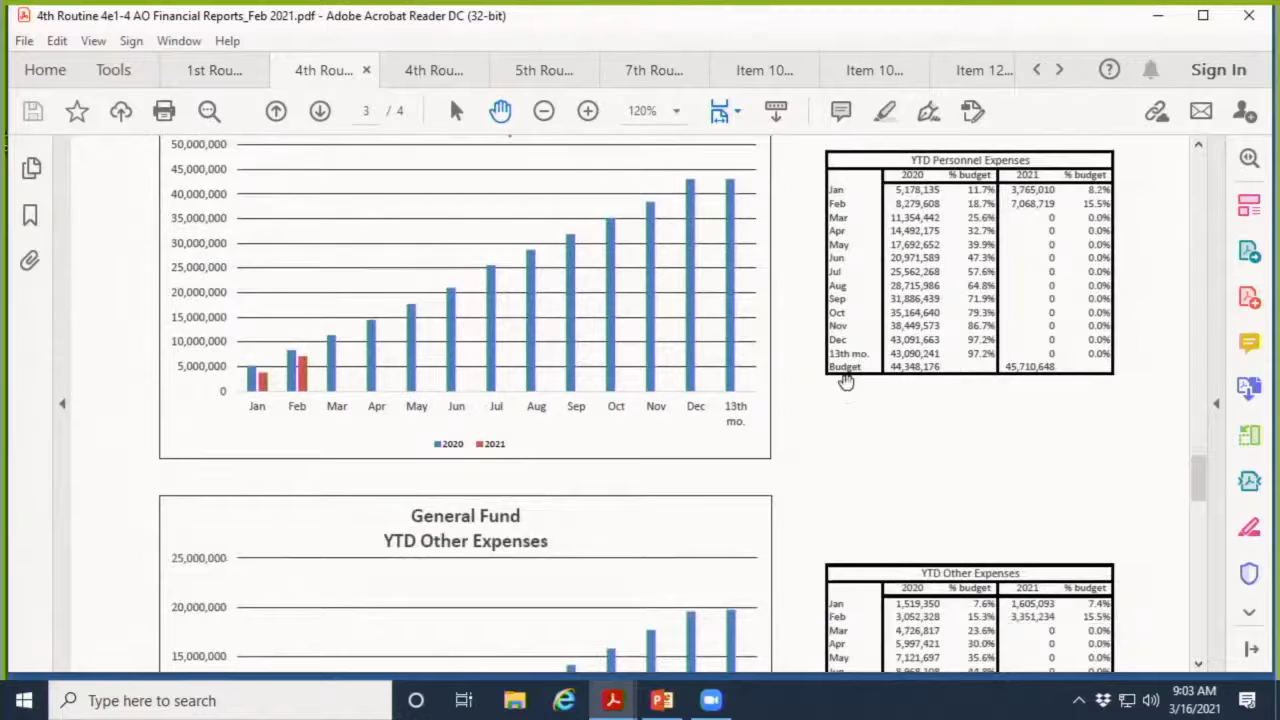 4th Routine 4e1-4 AO Financial Reports_Feb 2021.pdf - Adobe Acrobat Reader DC (32-bit)
File Edit View Sign Window Help
Home Tools 1st Rou... 4th Rou... × 4th Rou... 5th Rou... 7th Rou... Item 10... Item 10... Item 12... Sign In
3 / 4 120%
50,000,000
45,000,000
40,000,000
35,000,000
30,000,000
25,000,000
20,000,000
15,000,000
10,000,000
5,000,000
0
Jan Feb Mar Apr May Jun Jul Aug Sep Oct Nov Dec 13th
mo.
2020 2021
YTD Personnel Expenses
2020 % budget 2021 % budget
Jan 5,178,135 11.7% 3,765,010 8.2%
Feb 8,279,608 18.7% 7,068,719 15.5%
Mar 11,354,442 25.6% 0 0.0%
Apr 14,492,175 32.7% 0 0.0%
May 17,692,652 39.9% 0 0.0%
Jun 20,971,589 47.3% 0 0.0%
Jul 25,562,268 57.6% 0 0.0%
Aug 28,715,986 64.8% 0 0.0%
Sep 31,886,439 71.9% 0 0.0%
Oct 35,164,640 79.3% 0 0.0%
Nov 38,449,573 86.7% 0 0.0%
Dec 43,091,663 97.2% 0 0.0%
13th mo. 43,090,241 97.2% 0 0.0%
Budget 44,348,176 45,710,648
General Fund
YTD Other Expenses
25,000,000
20,000,000
15,000,000
YTD Other Expenses
2020 % budget 2021 % budget
Jan 1,519,350 7.6% 1,605,093 7.4%
Feb 3,052,328 15.3% 3,351,234 15.5%
Mar 4,726,817 23.6% 0 0.0%
Apr 5,997,421 30.0% 0 0.0%
May 7,121,697 35.6% 0 0.0%
Type here to search
9:03 AM
3/16/2021